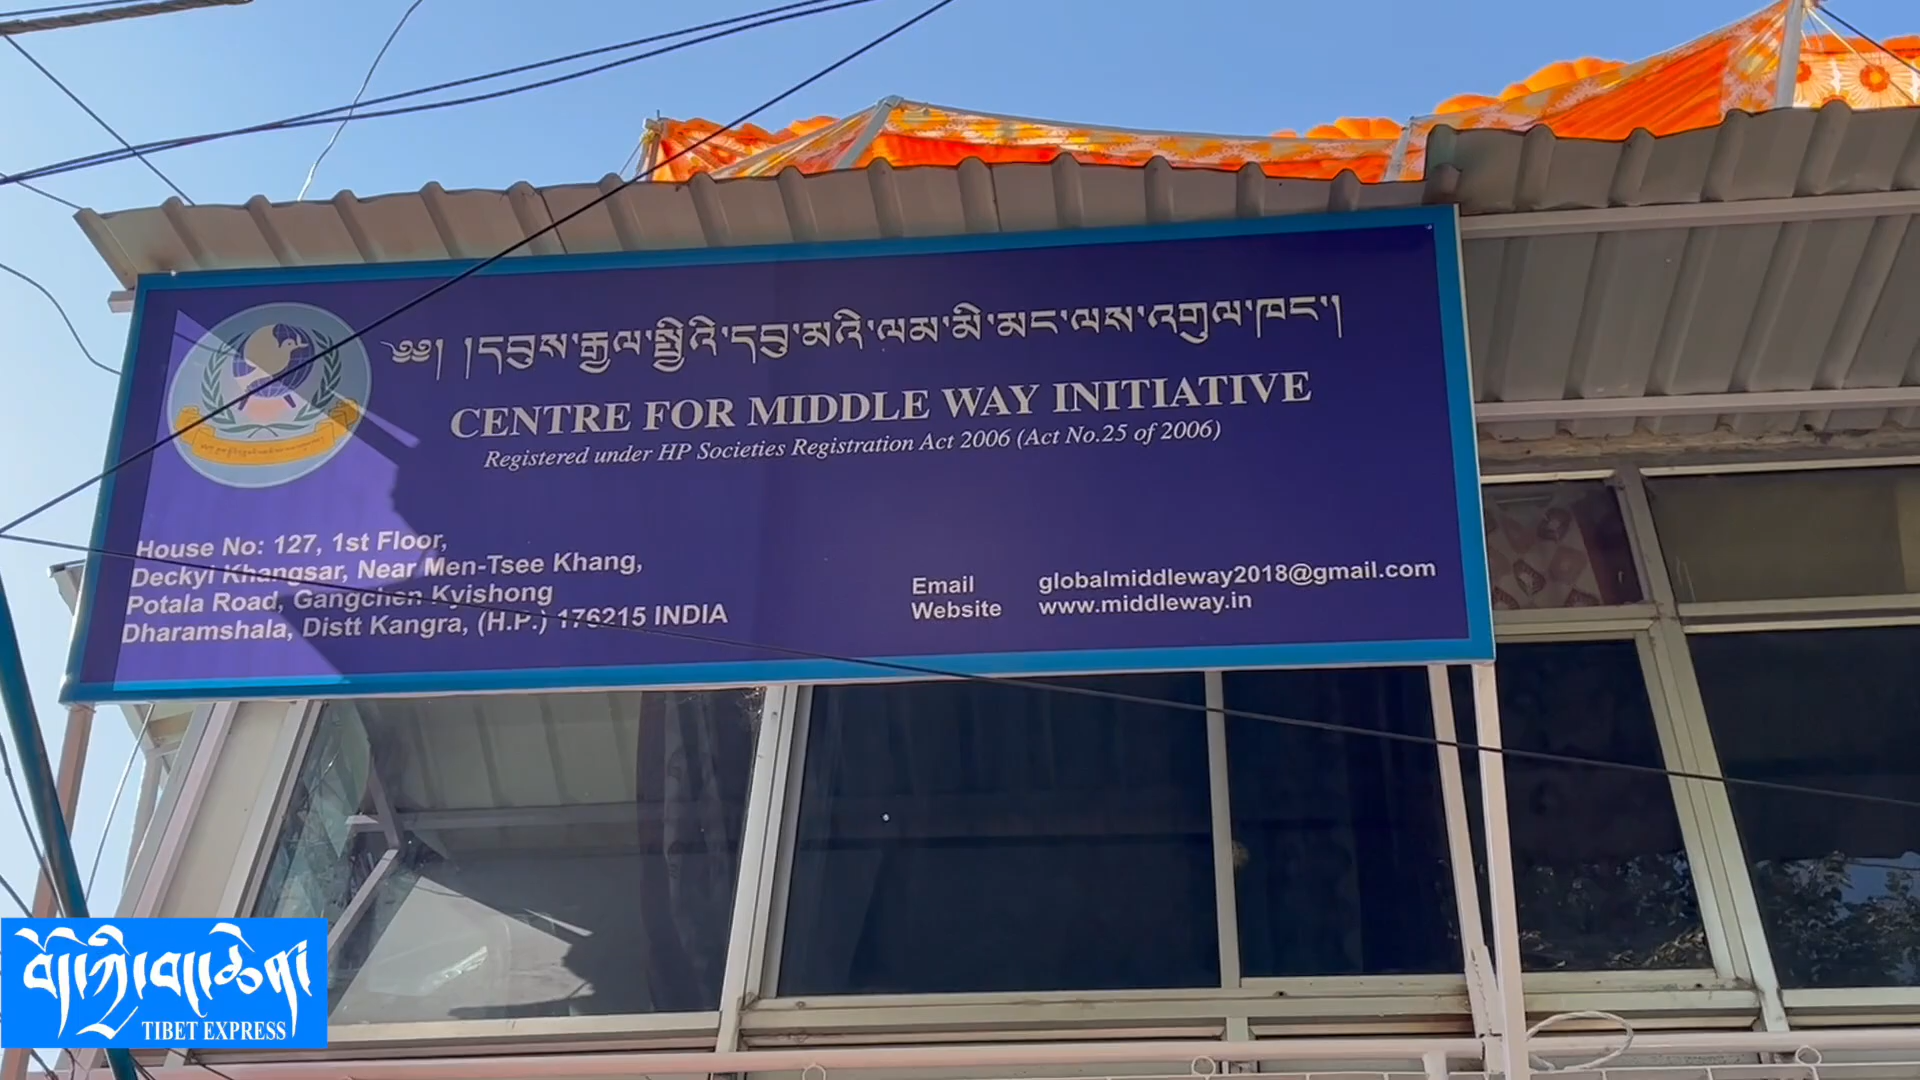 ༄༅། །དབུས་རྒྱལ་སྤྱིའི་དབུ་མའི་ལམ་མི་མང་ལས་འགུལ་ཁང་།
CENTRE FOR MIDDLE WAY INITIATIVE
Registered under HP Societies Registration Act 2006 (Act No.25 of 2006)
House No: 127, 1st Floor,
Deckyi Khangsar, Near Men-Tsee Khang,
Potala Road, Gangchen Kyishong
Dharamshala, Distt Kangra, (H.P.) 176215 INDIA
Email globalmiddleway2018@gmail.com
Website www.middleway.in
TIBET EXPRESS